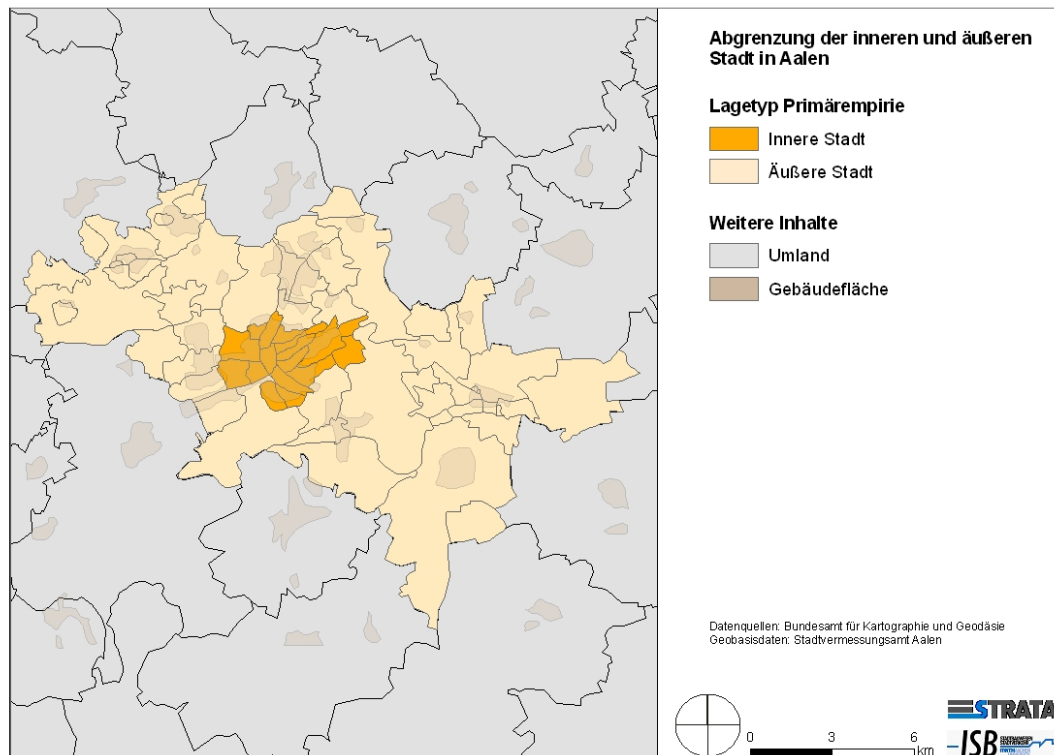 Abgrenzung der inneren und äußeren
Stadt in Aalen
Lagetyp Primärempirie
Innere Stadt
Äußere Stadt
Weitere Inhalte
Umland
Gebäudefläche
Datenquellen: Bundesamt für Kartographie und Geodäsie
Geobasisdaten: Stadtvermessungsamt Aalen
STRATA
ISB
0 3 6
km